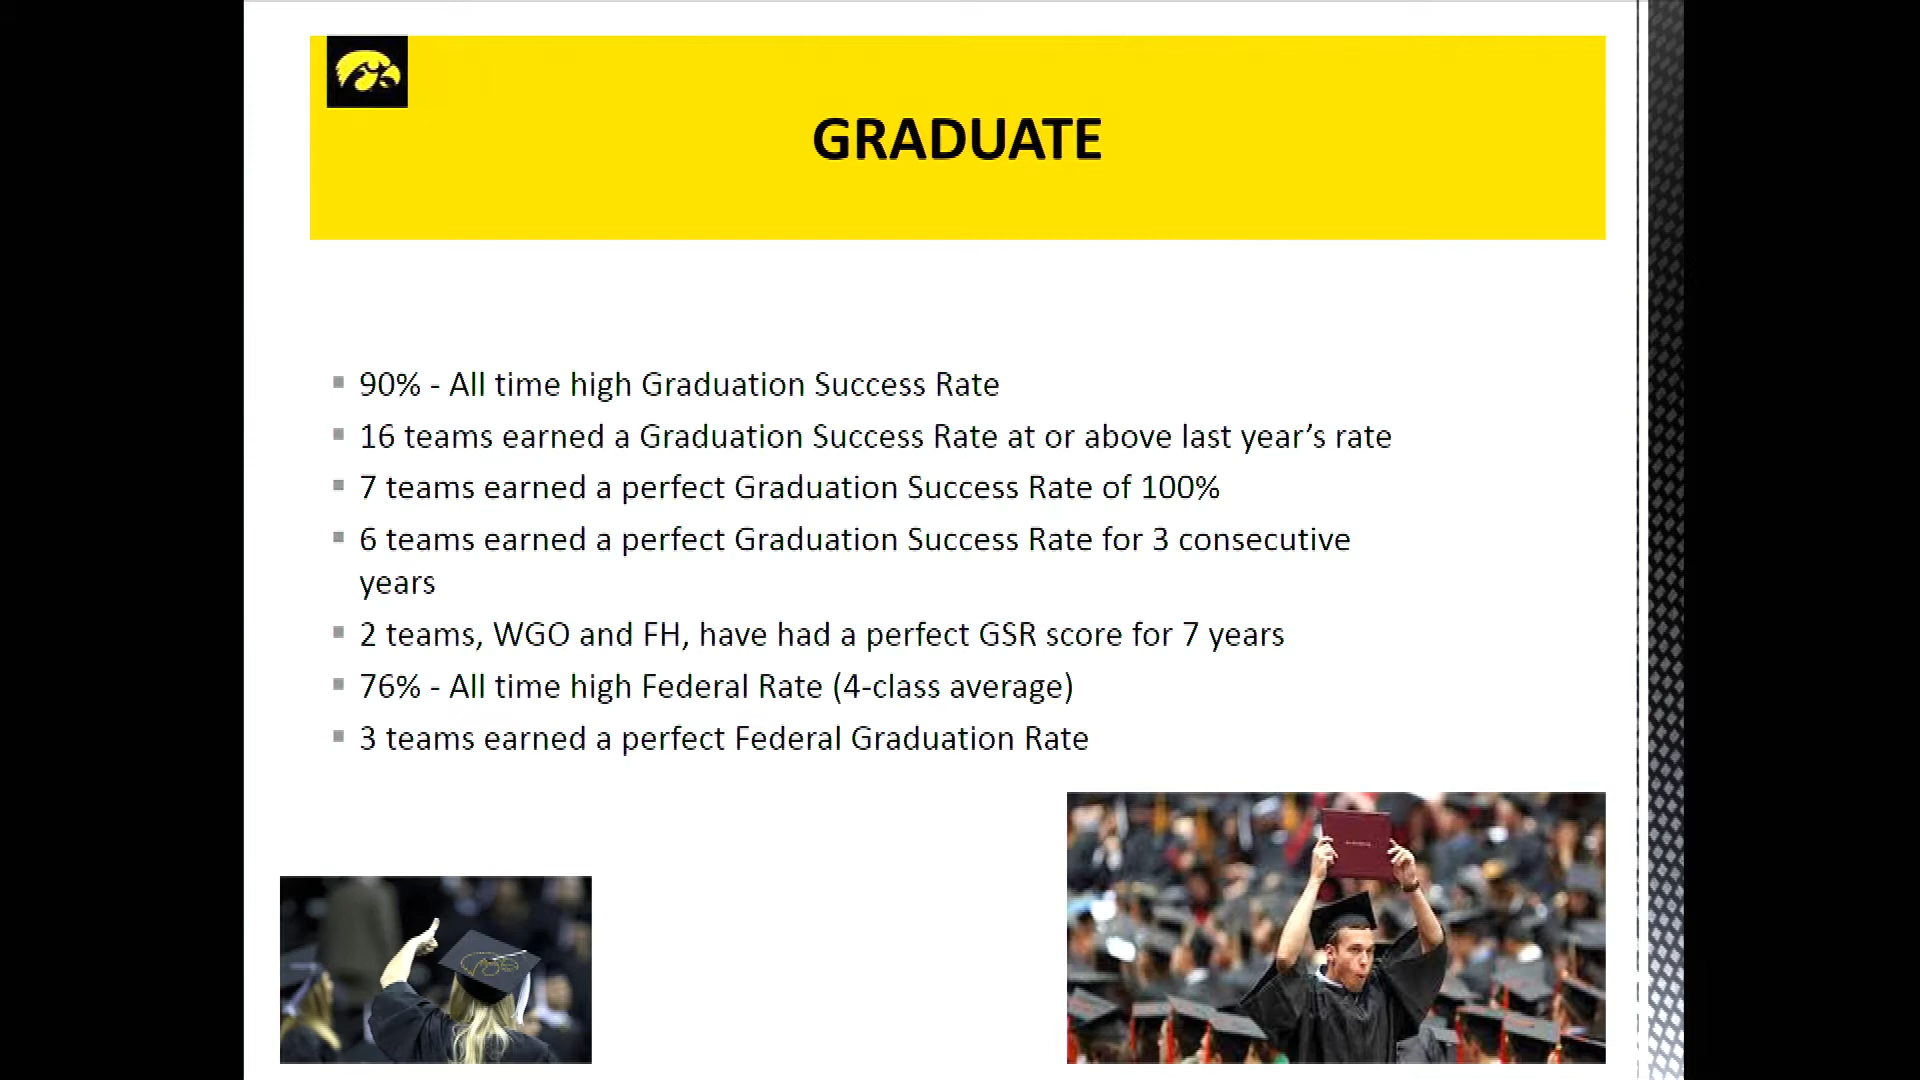 GRADUATE
90% - All time high Graduation Success Rate
16 teams earned a Graduation Success Rate at or above last year’s rate
7 teams earned a perfect Graduation Success Rate of 100%
6 teams earned a perfect Graduation Success Rate for 3 consecutive
years
2 teams, WGO and FH, have had a perfect GSR score for 7 years
76% - All time high Federal Rate (4-class average)
3 teams earned a perfect Federal Graduation Rate